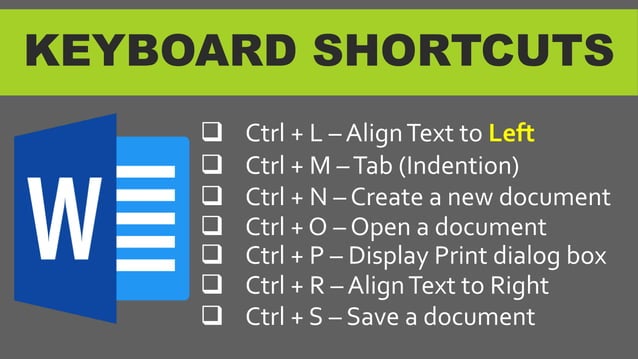 KEYBOARD SHORTCUTS
W
Ctrl + L – Align Text to Left
Ctrl + M – Tab (Indention)
Ctrl + N – Create a new document
Ctrl + O – Open a document
Ctrl + P – Display Print dialog box
Ctrl + R – Align Text to Right
Ctrl + S – Save a document